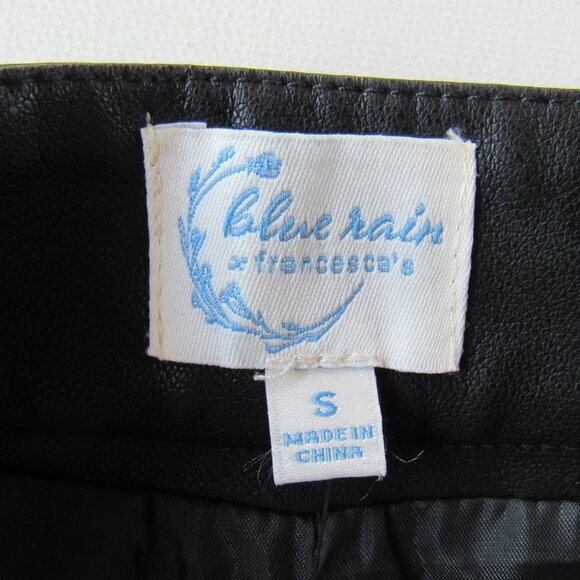 blue rain
x francesca's
S
MADE IN
CHINA